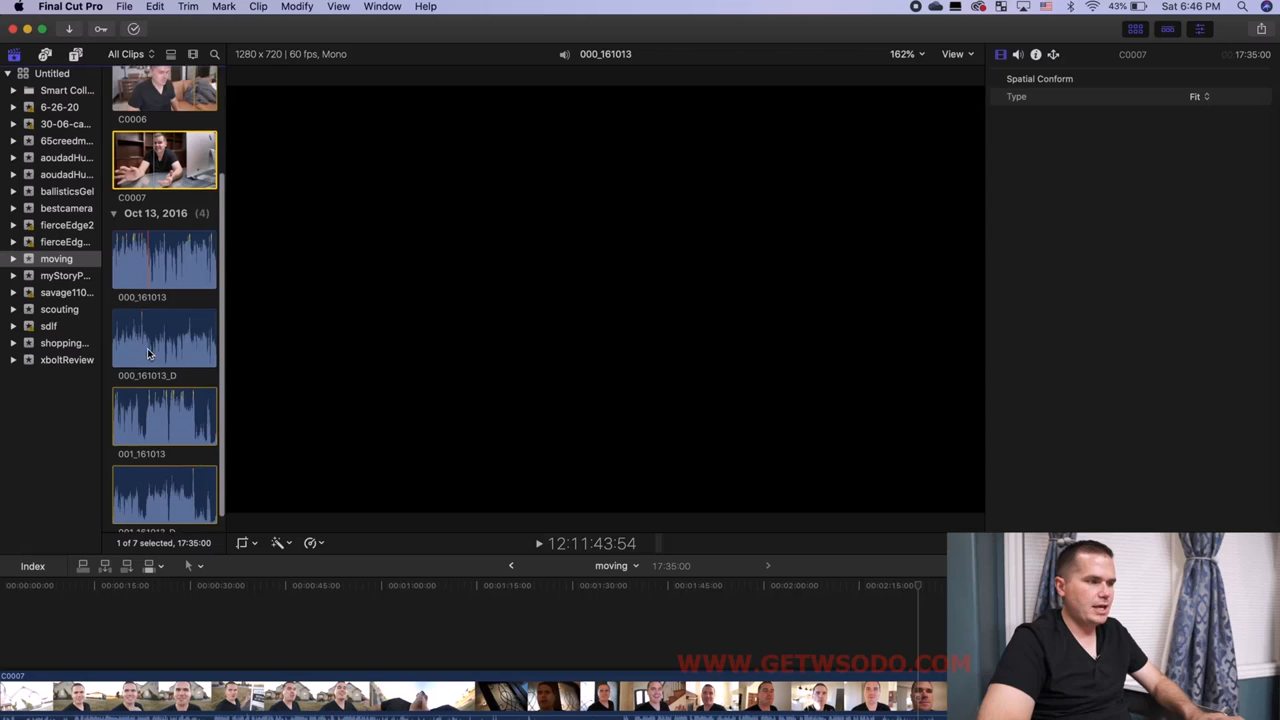 Final Cut Pro File Edit Trim Mark Clip Modify View Window Help 43% Sat 6:46 PM
All Clips 1280 x 720 | 60 fps, Mono 000_161013 162% View C0007 17:35:00
Untitled
Smart Coll...
6-26-20
30-06-ca...
65creedm...
aoudadHu...
aoudadHu...
ballisticsGel
bestcamera
fierceEdge2
fierceEdg...
moving
myStoryP...
savage110...
scouting
sdlf
shopping...
xboltReview
C0006
C0007
Oct 13, 2016 (4)
000_161013
000_161013_D
001_161013
001_161013_D
1 of 7 selected, 17:35:00
Spatial Conform
Type Fit
12:11:43:54
Index moving 17:35:00
00:00:00:00 00:00:15:00 00:00:30:00 00:00:45:00 00:01:00:00 00:01:15:00 00:01:30:00 00:01:45:00 00:02:00:00 00:02:15:00
WWW.GETWSODO.COM
C0007